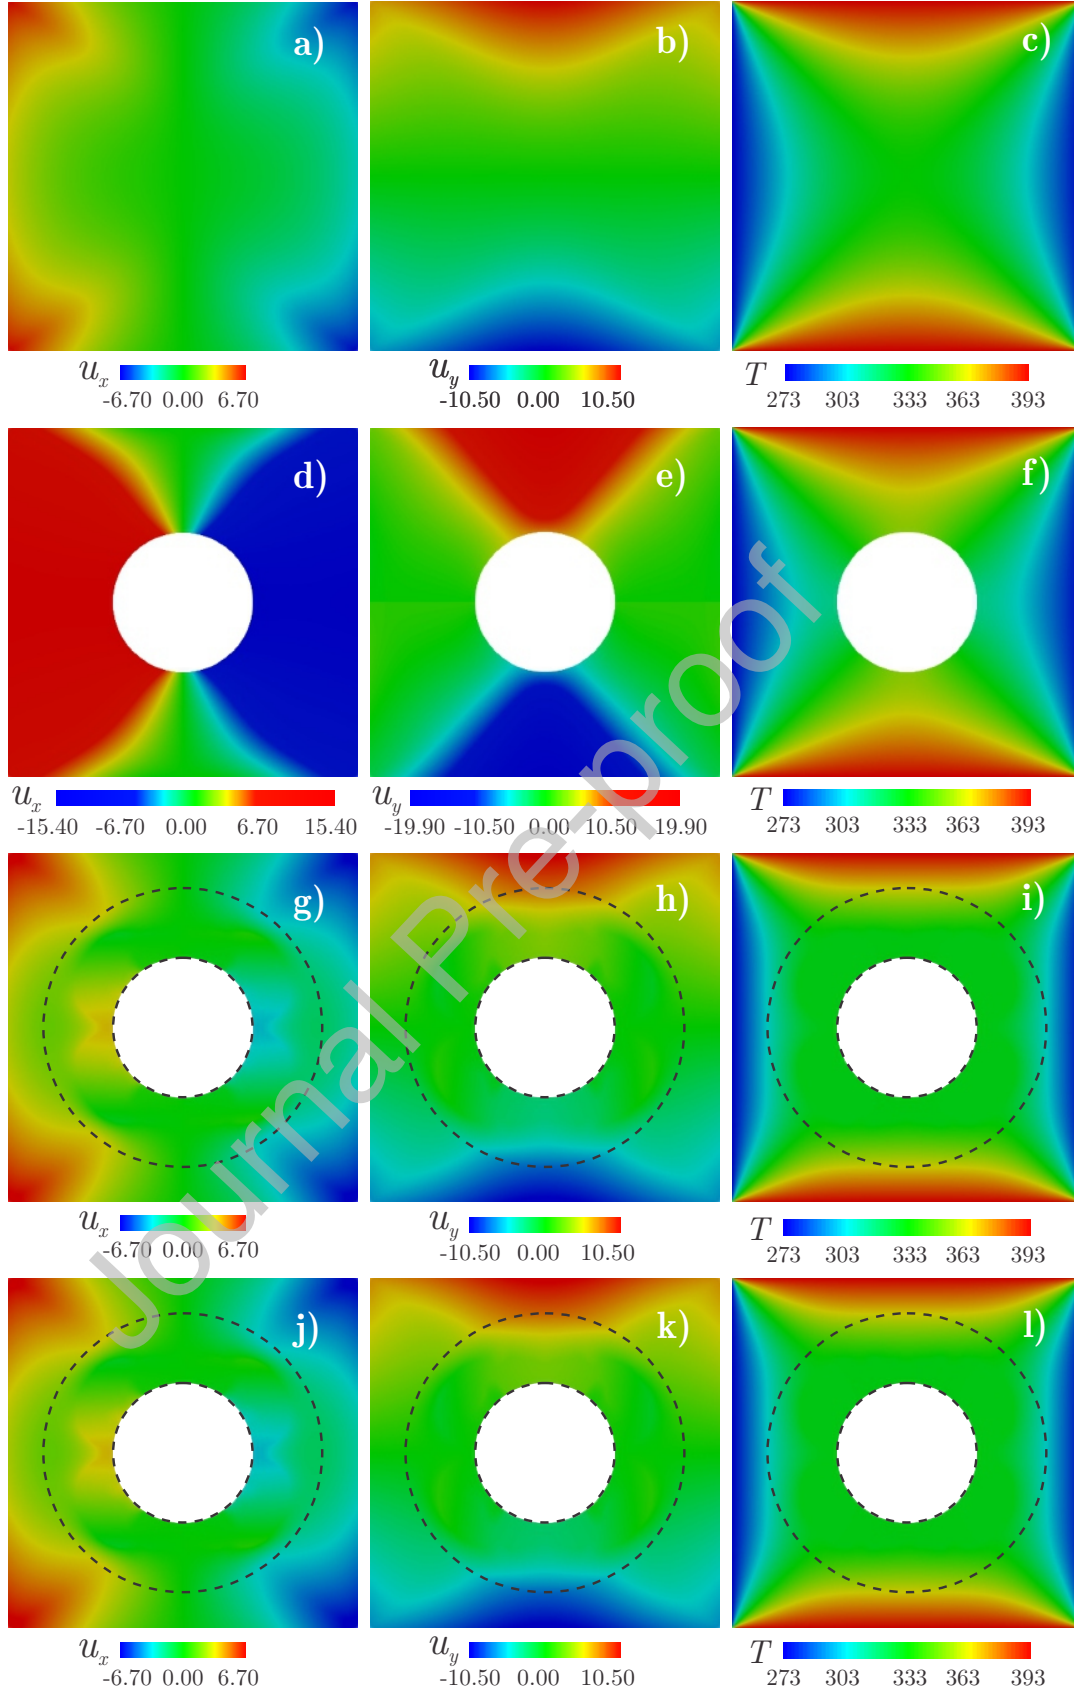 a) b) c)
u_x u_y T
-6.70 0.00 6.70 -10.50 0.00 10.50 273 303 333 363 393
d) e) f)
u_x u_y T
-15.40 -6.70 0.00 6.70 15.40 -19.90 -10.50 0.00 10.50 19.90 273 303 333 363 393
g) h) i)
u_x u_y T
-6.70 0.00 6.70 -10.50 0.00 10.50 273 303 333 363 393
j) k) l)
u_x u_y T
-6.70 0.00 6.70 -10.50 0.00 10.50 273 303 333 363 393
Journal Pre-proof